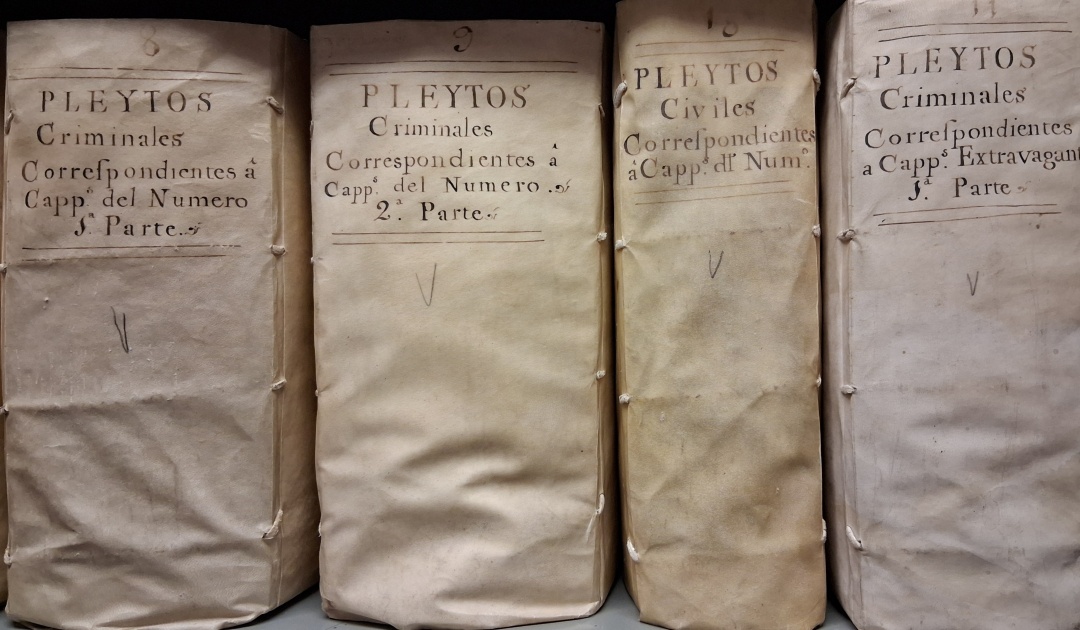 8
PLEYTOS
Criminales
Correſpondientes â
Capp.ˢ del Numero
1.ª Parte.
V
9
PLEYTOS
Criminales
Correspondientes â
Capp.ˢ del Numero.
2.ª Parte.
V
10
PLEYTOS
Civiles
Correſpondientes
â Capp.ˢ dl Num.º
V
11
PLEYTOS
Criminales
Correſpondientes
a Capp.ˢ Extravagant
1.ª Parte
V